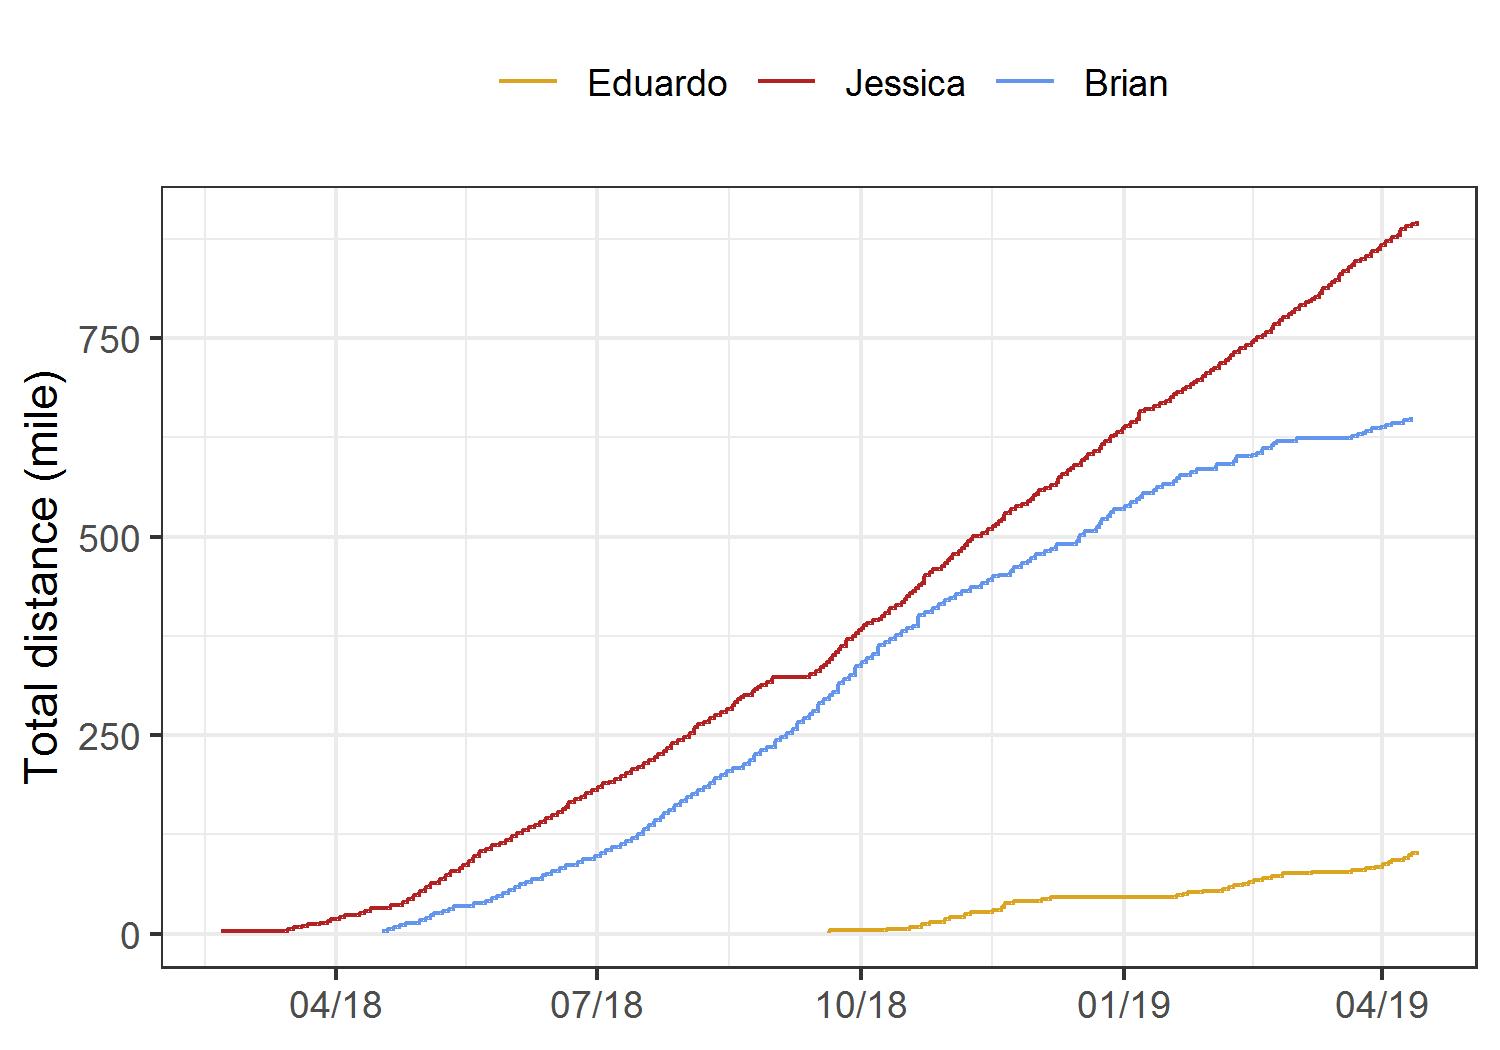 Eduardo Jessica Brian
Total distance (mile)
750
500
250
0
04/18 07/18 10/18 01/19 04/19